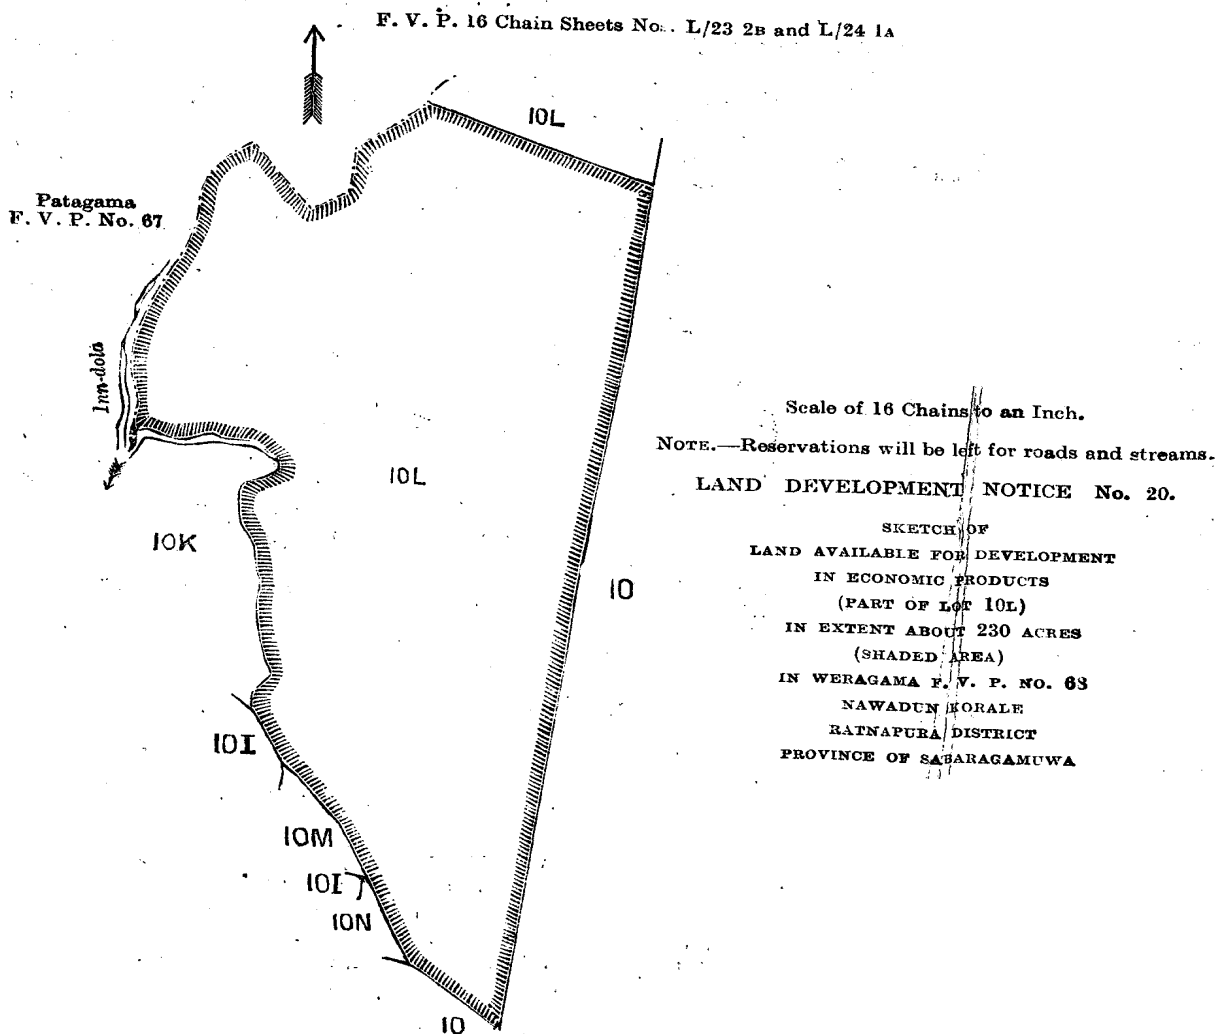 F. V. P. 16 Chain Sheets No. L/23 2B and L/24 1A
10L
Patagama
F. V. P. No. 67
Inn-dola
10L
10K
10
10I
10M
10I
10N
10
Scale of 16 Chains to an Inch.
NOTE.—Reservations will be left for roads and streams.
LAND DEVELOPMENT NOTICE No. 20.
SKETCH OF
LAND AVAILABLE FOR DEVELOPMENT
IN ECONOMIC PRODUCTS
(PART OF LOT 10L)
IN EXTENT ABOUT 230 ACRES
(SHADED AREA)
IN WERAGAMA F. V. P. NO. 68
NAWADUN KORALE
RATNAPURA DISTRICT
PROVINCE OF SABARAGAMUWA